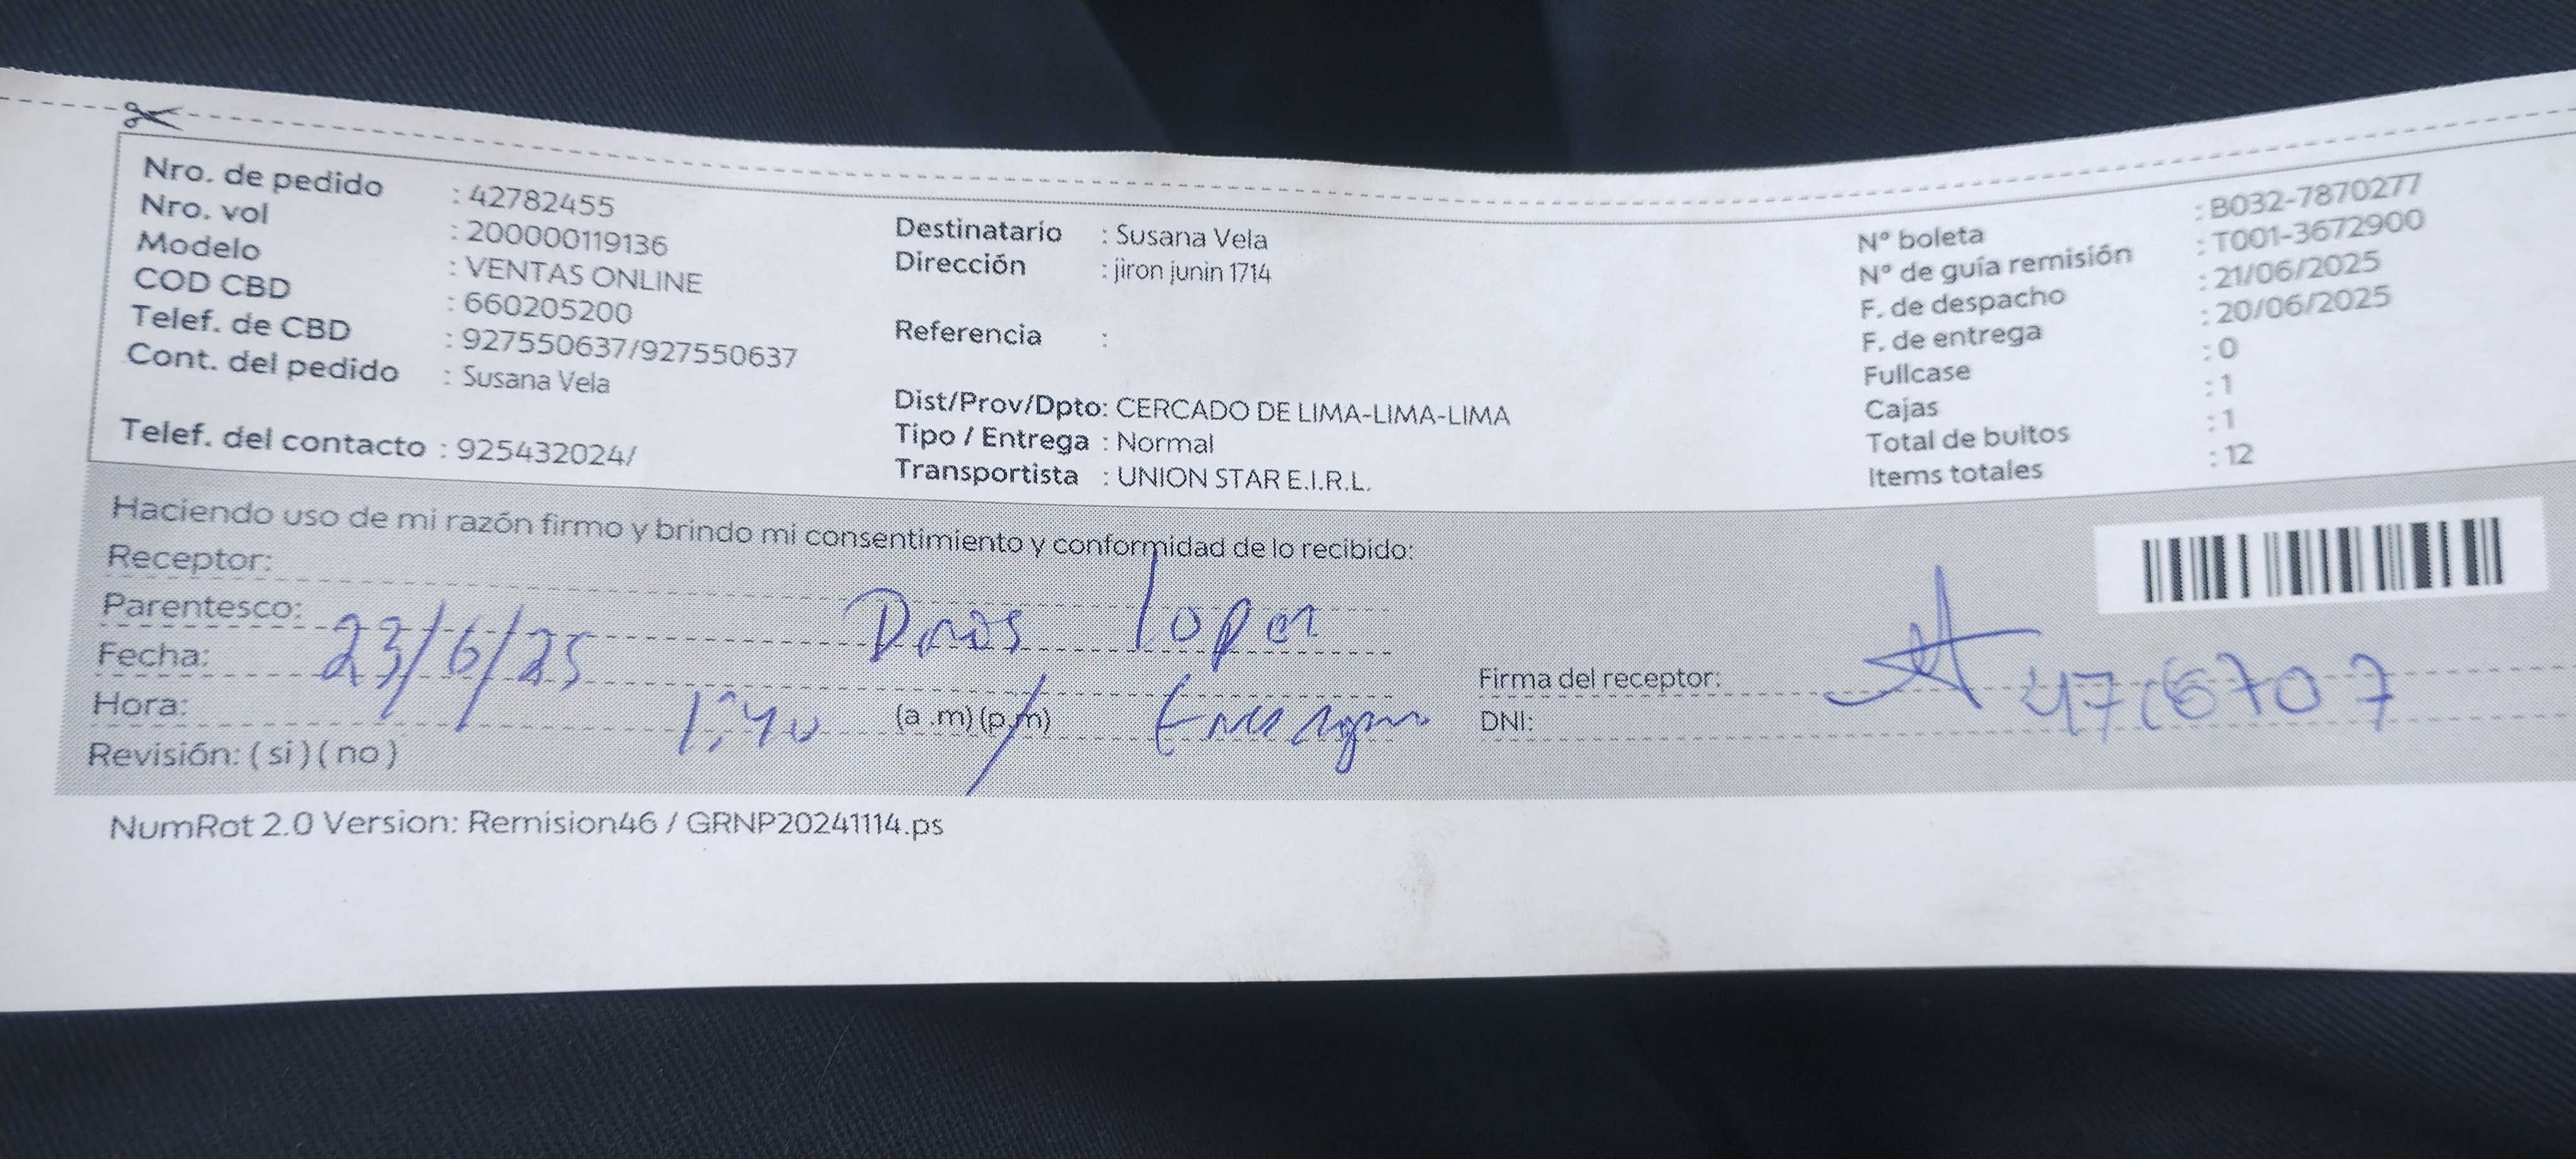 Nro. de pedido : 42782455
Nro. vol : 200000119136
Modelo : VENTAS ONLINE
COD CBD : 660205200
Telef. de CBD : 927550637/927550637
Cont. del pedido : Susana Vela
Telef. del contacto : 925432024/
Destinatario : Susana Vela
Dirección : jiron junin 1714
Referencia :
Dist/Prov/Dpto: CERCADO DE LIMA-LIMA-LIMA
Tipo / Entrega : Normal
Transportista : UNION STAR E.I.R.L.
N° boleta : B032-7870277
N° de guía remisión : T001-3672900
F. de despacho : 21/06/2025
F. de entrega : 20/06/2025
Fullcase : 0
Cajas : 1
Total de bultos : 1
Items totales : 12
Haciendo uso de mi razón firmo y brindo mi consentimiento y conformidad de lo recibido:
Receptor:
Parentesco: lopez
Fecha: 23/6/25
Hora: 1:40 (a .m) (p.m)
Revisión: ( si ) ( no )
Firma del receptor:
DNI:
NumRot 2.0 Version: Remision46 / GRNP20241114.ps